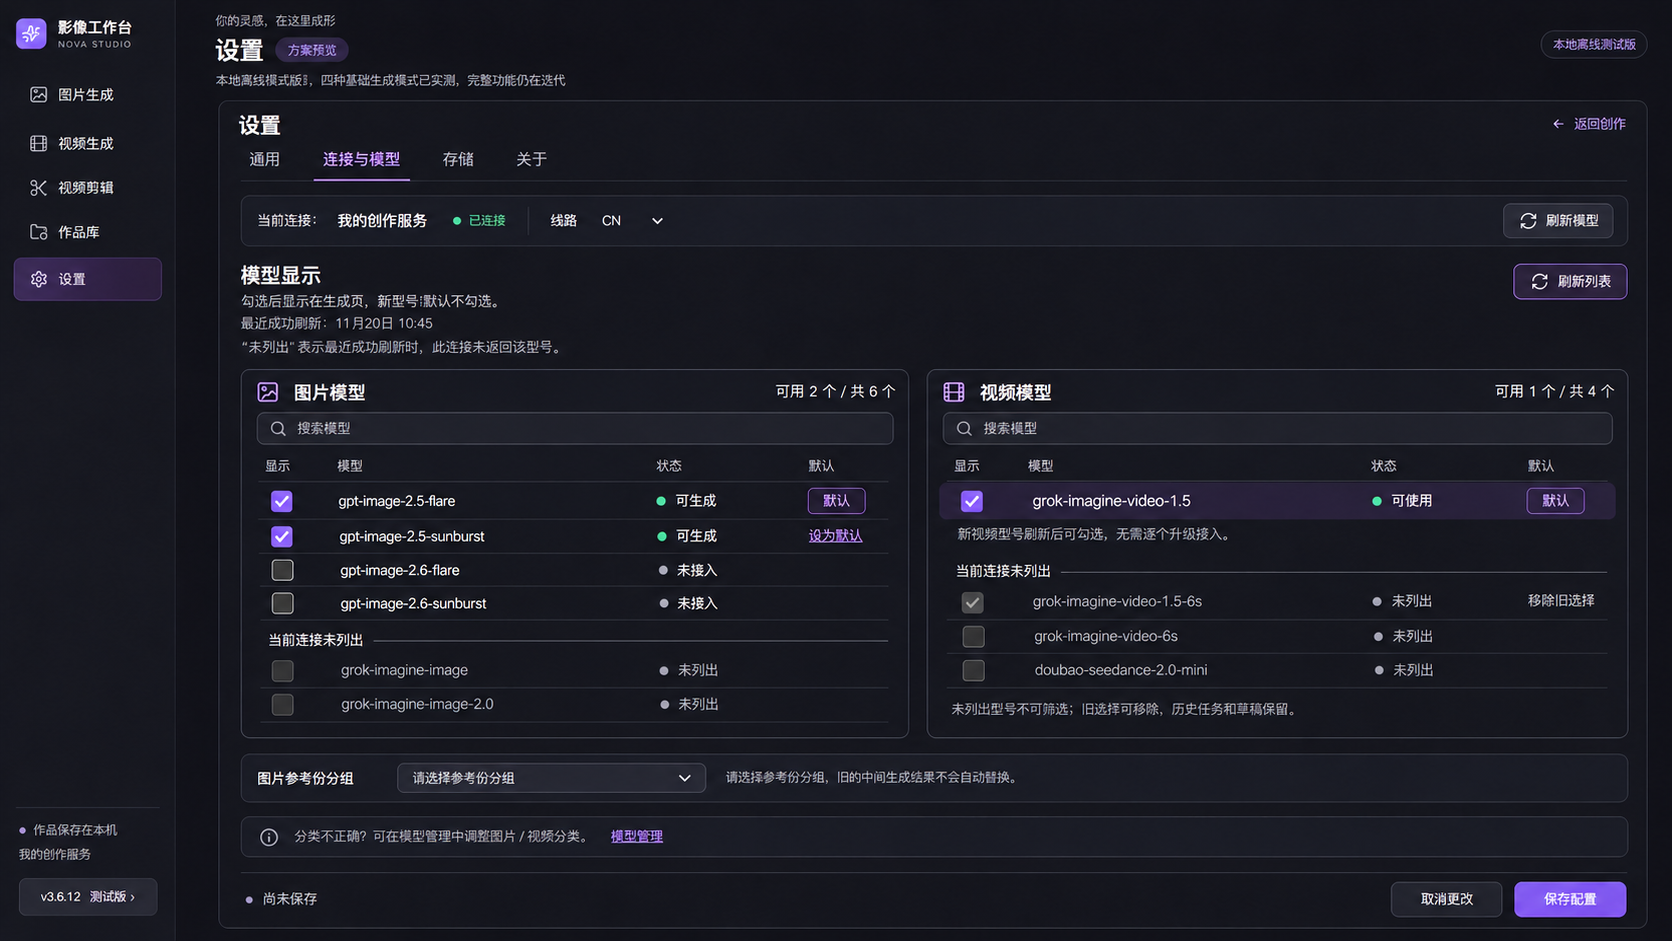 影像工作台
NOVA STUDIO
图片生成
视频生成
视频剪辑
作品库
设置
作品保存在本机
我的创作服务
v3.6.12 测试版 ›
你的灵感，在这里成形
设置 方案预览
本地离线测试版
本地离线模式版，四种基础生成模式已实测，完整功能仍在迭代
设置
← 返回创作
通用 连接与模型 存储 关于
当前连接： 我的创作服务 已连接 线路 CN 刷新模型
模型显示
刷新列表
勾选后显示在生成页，新型号!默认不勾选。
最近成功刷新：11月20日 10:45
“未列出”表示最近成功刷新时，此连接未返回该型号。
图片模型 可用 2 个 / 共 6 个
搜索模型
显示 模型 状态 默认
gpt-image-2.5-flare 可生成 默认
gpt-image-2.5-sunburst 可生成 设为默认
gpt-image-2.6-flare 未接入
gpt-image-2.6-sunburst 未接入
当前连接未列出
grok-imagine-image 未列出
grok-imagine-image-2.0 未列出
视频模型 可用 1 个 / 共 4 个
搜索模型
显示 模型 状态 默认
grok-imagine-video-1.5 可使用 默认
新视频型号刷新后可勾选，无需逐个升级接入。
当前连接未列出
grok-imagine-video-1.5-6s 未列出 移除旧选择
grok-imagine-video-6s 未列出
doubao-seedance-2.0-mini 未列出
未列出型号不可筛选；旧选择可移除，历史任务和草稿保留。
图片参考份分组 请选择参考份分组 请选择参考份分组，旧的中间生成结果不会自动替换。
分类不正确？可在模型管理中调整图片 / 视频分类。 模型管理
尚未保存
取消更改 保存配置